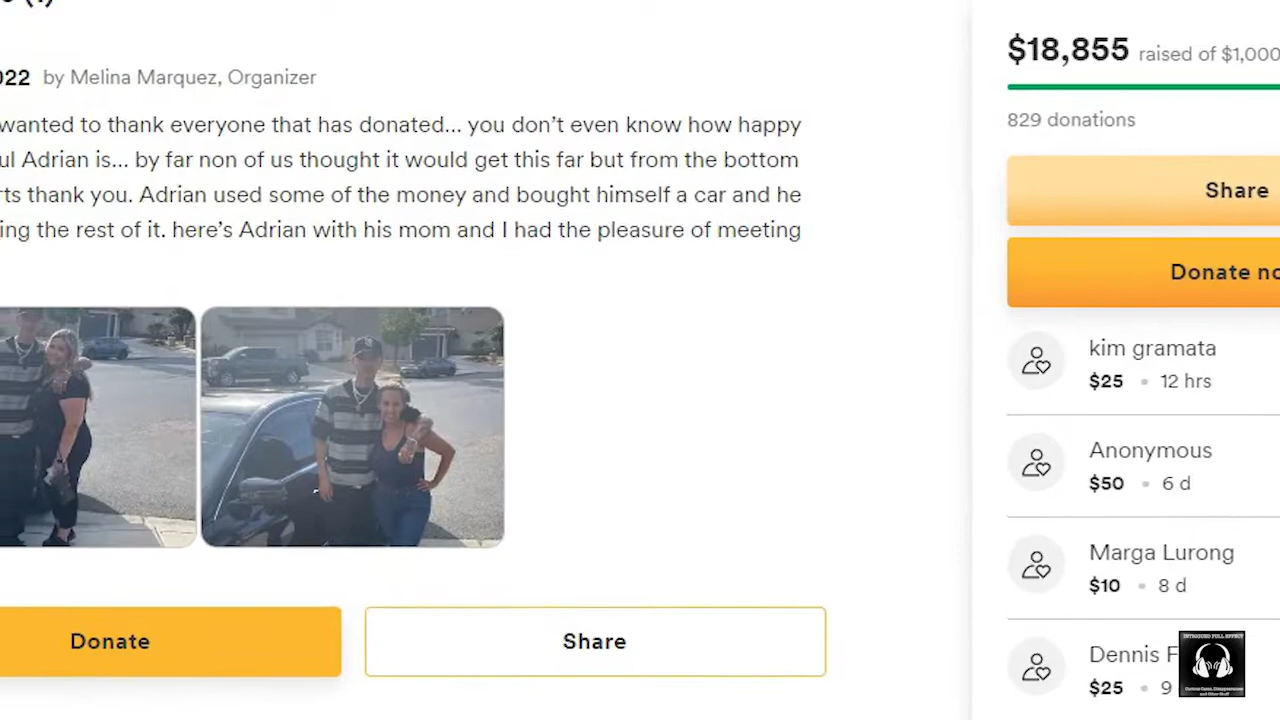 022 by Melina Marquez, Organizer
wanted to thank everyone that has donated... you don’t even know how happy
ul Adrian is... by far non of us thought it would get this far but from the bottom
rts thank you. Adrian used some of the money and bought himself a car and he
ing the rest of it. here’s Adrian with his mom and I had the pleasure of meeting
Donate
Share
$18,855 raised of $1,000
829 donations
Share
Donate no
kim gramata
$25 • 12 hrs
Anonymous
$50 • 6 d
Marga Lurong
$10 • 8 d
Dennis F
$25 • 9
INTRIGUED FULL EFFECT